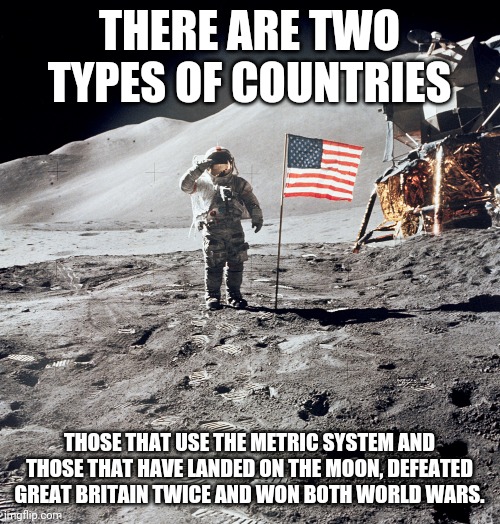 THERE ARE TWO
TYPES OF COUNTRIES
THOSE THAT USE THE METRIC SYSTEM AND
THOSE THAT HAVE LANDED ON THE MOON, DEFEATED
GREAT BRITAIN TWICE AND WON BOTH WORLD WARS.
imgflip.com